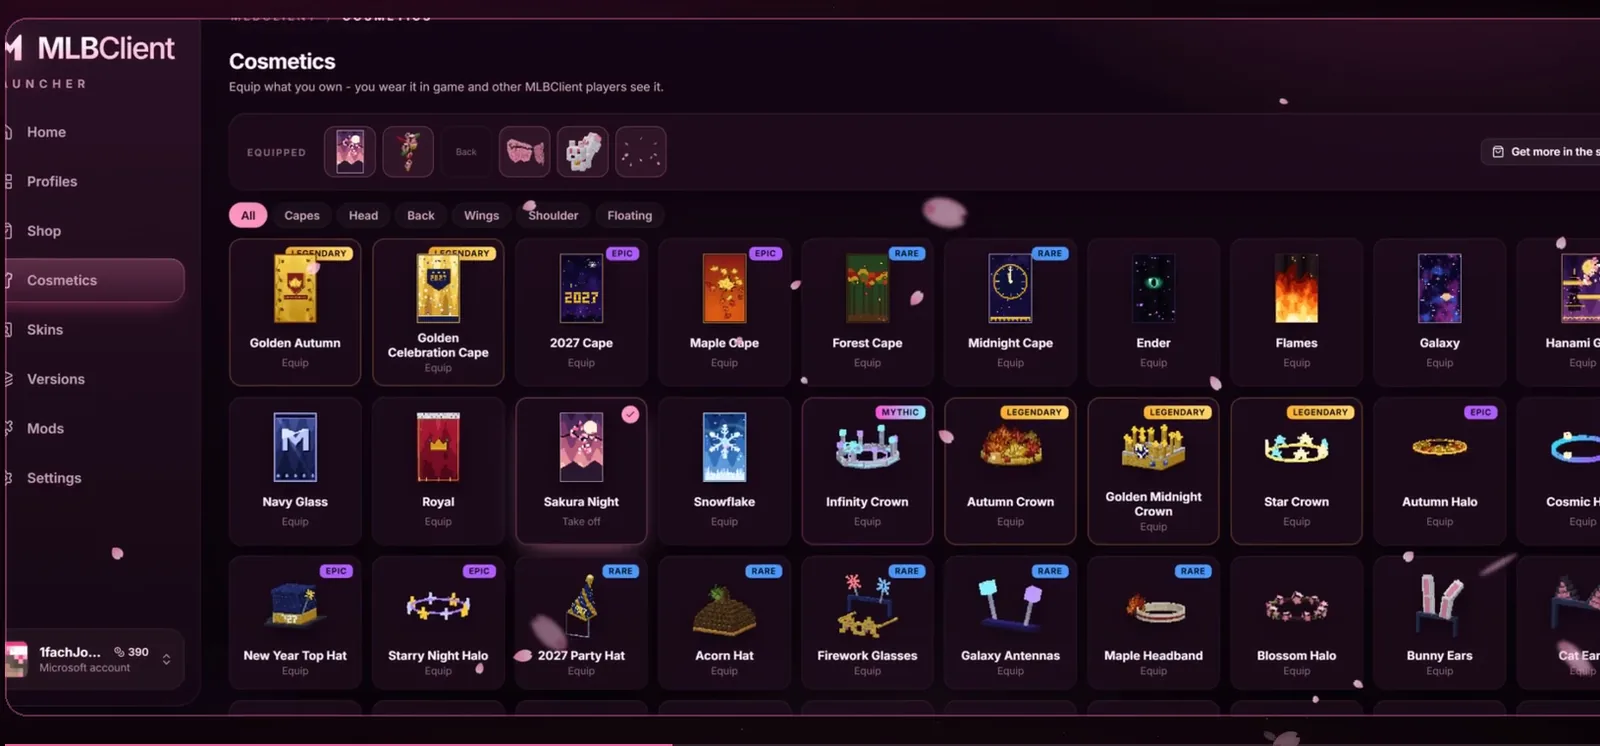 MLBCLIENT / COSMETICS
MLBClient
UNCHER
Home
Profiles
Shop
Cosmetics
Skins
Versions
Mods
Settings
1fachJo... 390
Microsoft account
Cosmetics
Equip what you own - you wear it in game and other MLBClient players see it.
EQUIPPED
Back
Get more in the s
All Capes Head Back Wings Shoulder Floating
LEGENDARY
Golden Autumn
Equip
LEGENDARY
2027
Golden
Celebration Cape
Equip
EPIC
2027
2027 Cape
Equip
EPIC
Maple Cape
Equip
RARE
Forest Cape
Equip
RARE
Midnight Cape
Equip
Ender
Equip
Flames
Equip
Galaxy
Equip
Hanami G
Equip
M
Navy Glass
Equip
Royal
Equip
Sakura Night
Take off
Snowflake
Equip
MYTHIC
Infinity Crown
Equip
LEGENDARY
Autumn Crown
Equip
LEGENDARY
Golden Midnight
Crown
Equip
LEGENDARY
Star Crown
Equip
EPIC
Autumn Halo
Equip
Cosmic H
Equip
EPIC
'27
New Year Top Hat
Equip
EPIC
Starry Night Halo
Equip
RARE
2027 Party Hat
Equip
RARE
Acorn Hat
Equip
RARE
Firework Glasses
Equip
RARE
Galaxy Antennas
Equip
RARE
Maple Headband
Equip
Blossom Halo
Equip
Bunny Ears
Equip
Cat Ear
Equip